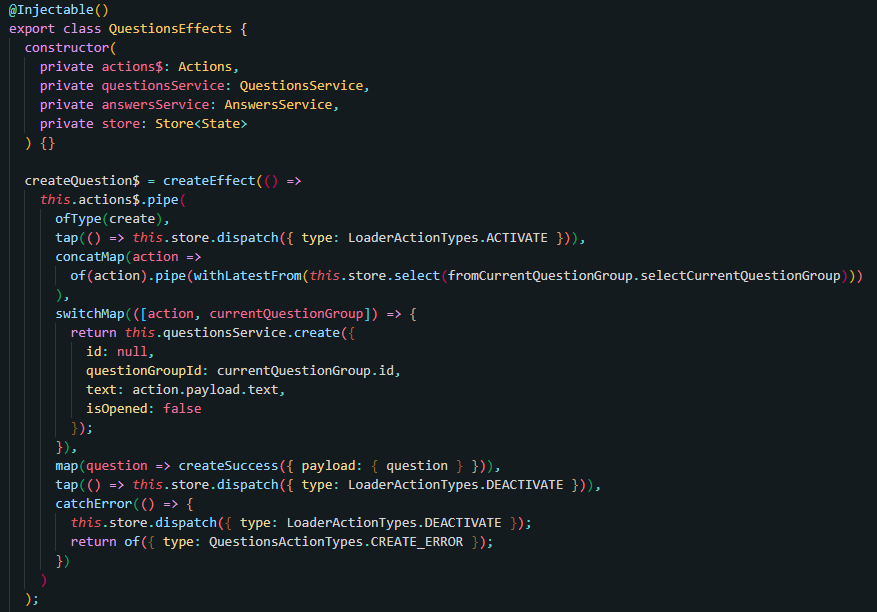 @Injectable()
export class QuestionsEffects {
  constructor(
    private actions$: Actions,
    private questionsService: QuestionsService,
    private answersService: AnswersService,
    private store: Store<State>
  ) {}

  createQuestion$ = createEffect(() =>
    this.actions$.pipe(
      ofType(create),
      tap(() => this.store.dispatch({ type: LoaderActionTypes.ACTIVATE })),
      concatMap(action =>
        of(action).pipe(withLatestFrom(this.store.select(fromCurrentQuestionGroup.selectCurrentQuestionGroup)))
      ),
      switchMap(([action, currentQuestionGroup]) => {
        return this.questionsService.create({
          id: null,
          questionGroupId: currentQuestionGroup.id,
          text: action.payload.text,
          isOpened: false
        });
      }),
      map(question => createSuccess({ payload: { question } })),
      tap(() => this.store.dispatch({ type: LoaderActionTypes.DEACTIVATE })),
      catchError(() => {
        this.store.dispatch({ type: LoaderActionTypes.DEACTIVATE });
        return of({ type: QuestionsActionTypes.CREATE_ERROR });
      })
    )
  );